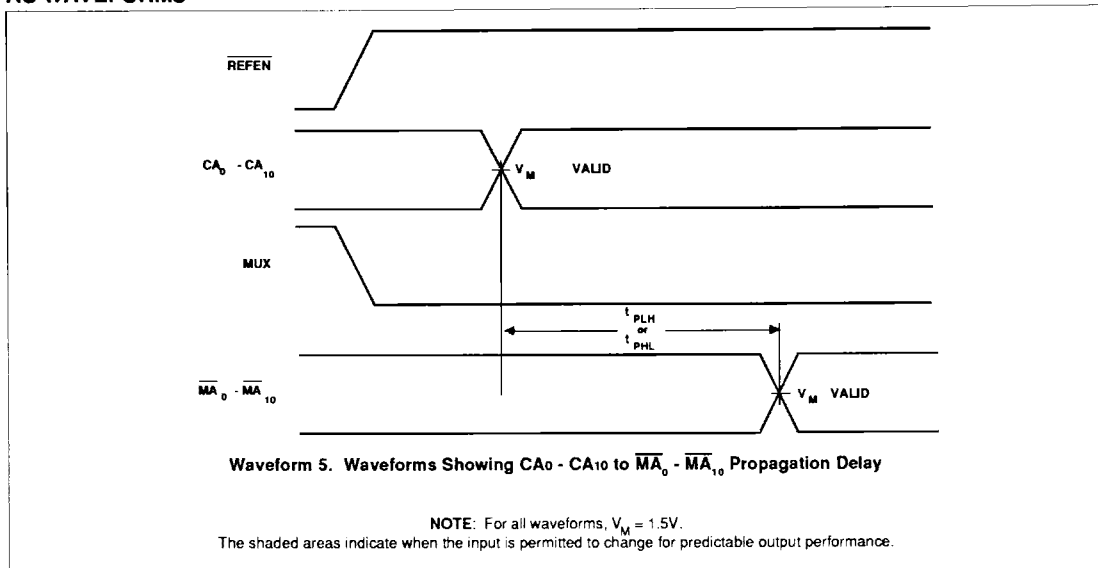 REFEN
CA0 - CA10
VM VALID
MUX
tPLH
or
tPHL
MA0 - MA10
VM VALID
Waveform 5. Waveforms Showing CA0 - CA10 to MA0 - MA10 Propagation Delay
NOTE: For all waveforms, VM = 1.5V.
The shaded areas indicate when the input is permitted to change for predictable output performance.